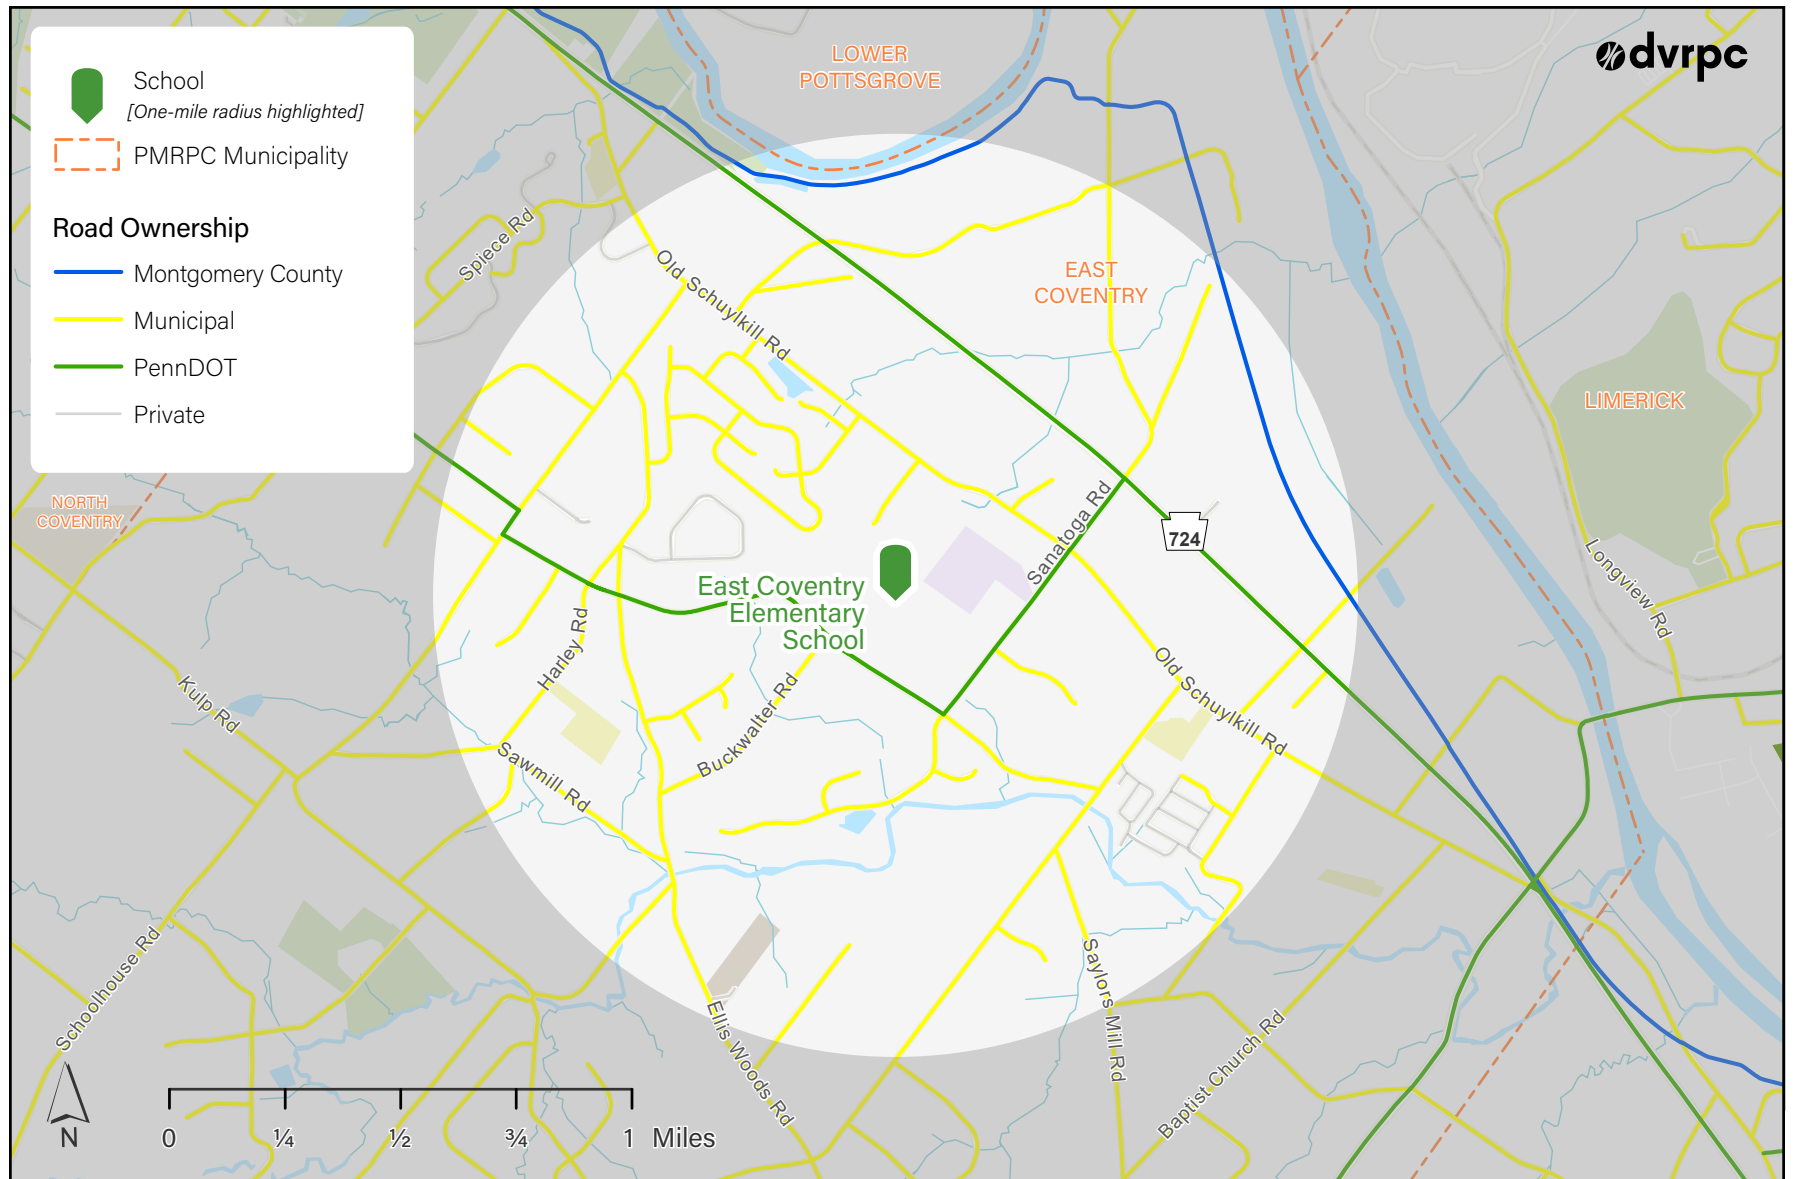 School
[One-mile radius highlighted]
PMRPC Municipality
Road Ownership
Montgomery County
Municipal
PennDOT
Private
dvrpc
LOWER
POTTSGROVE
Spiece Rd
Old Schuylkill Rd
EAST
COVENTRY
LIMERICK
NORTH
COVENTRY
Sanatoga Rd
724
Longview Rd
East Coventry
Elementary
School
Harley Rd
Kulp Rd
Buckwalter Rd
Old Schuylkill Rd
Sawmill Rd
Schoolhouse Rd
Ellis Woods Rd
Saylors Mill Rd
Baptist Church Rd
N
0 ¼ ½ ¾ 1 Miles